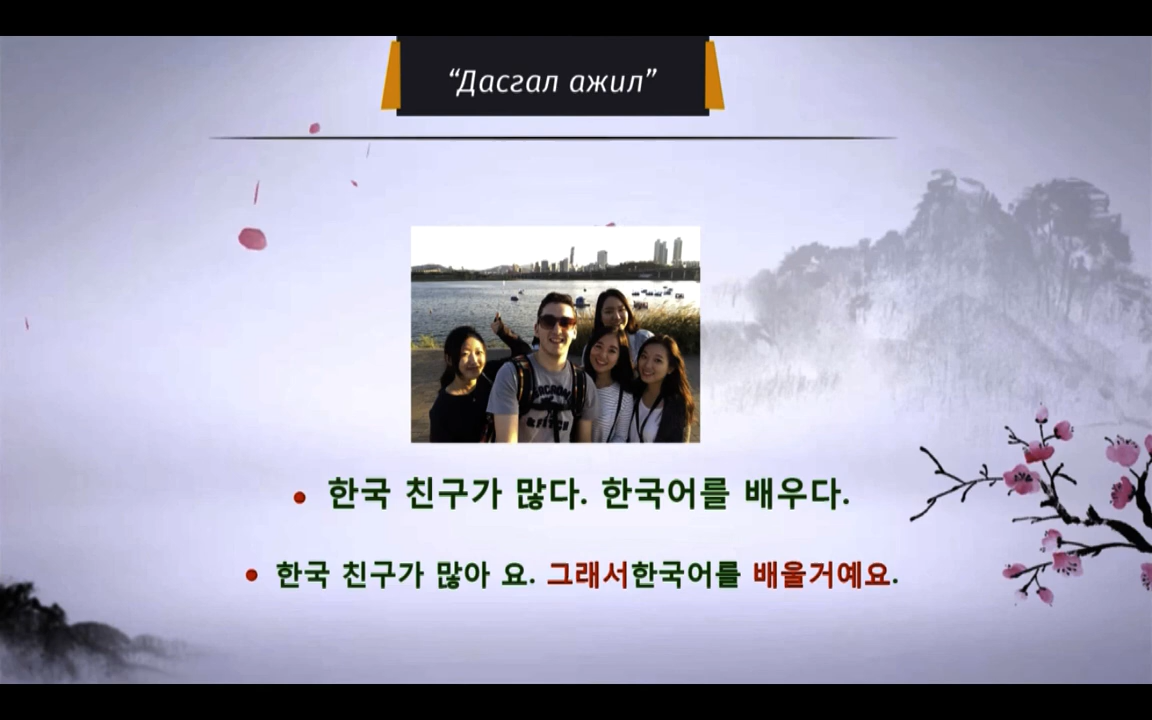 “Дасгал ажил”
• 한국 친구가 많다. 한국어를 배우다.
• 한국 친구가 많아 요. 그래서한국어를 배울거예요.